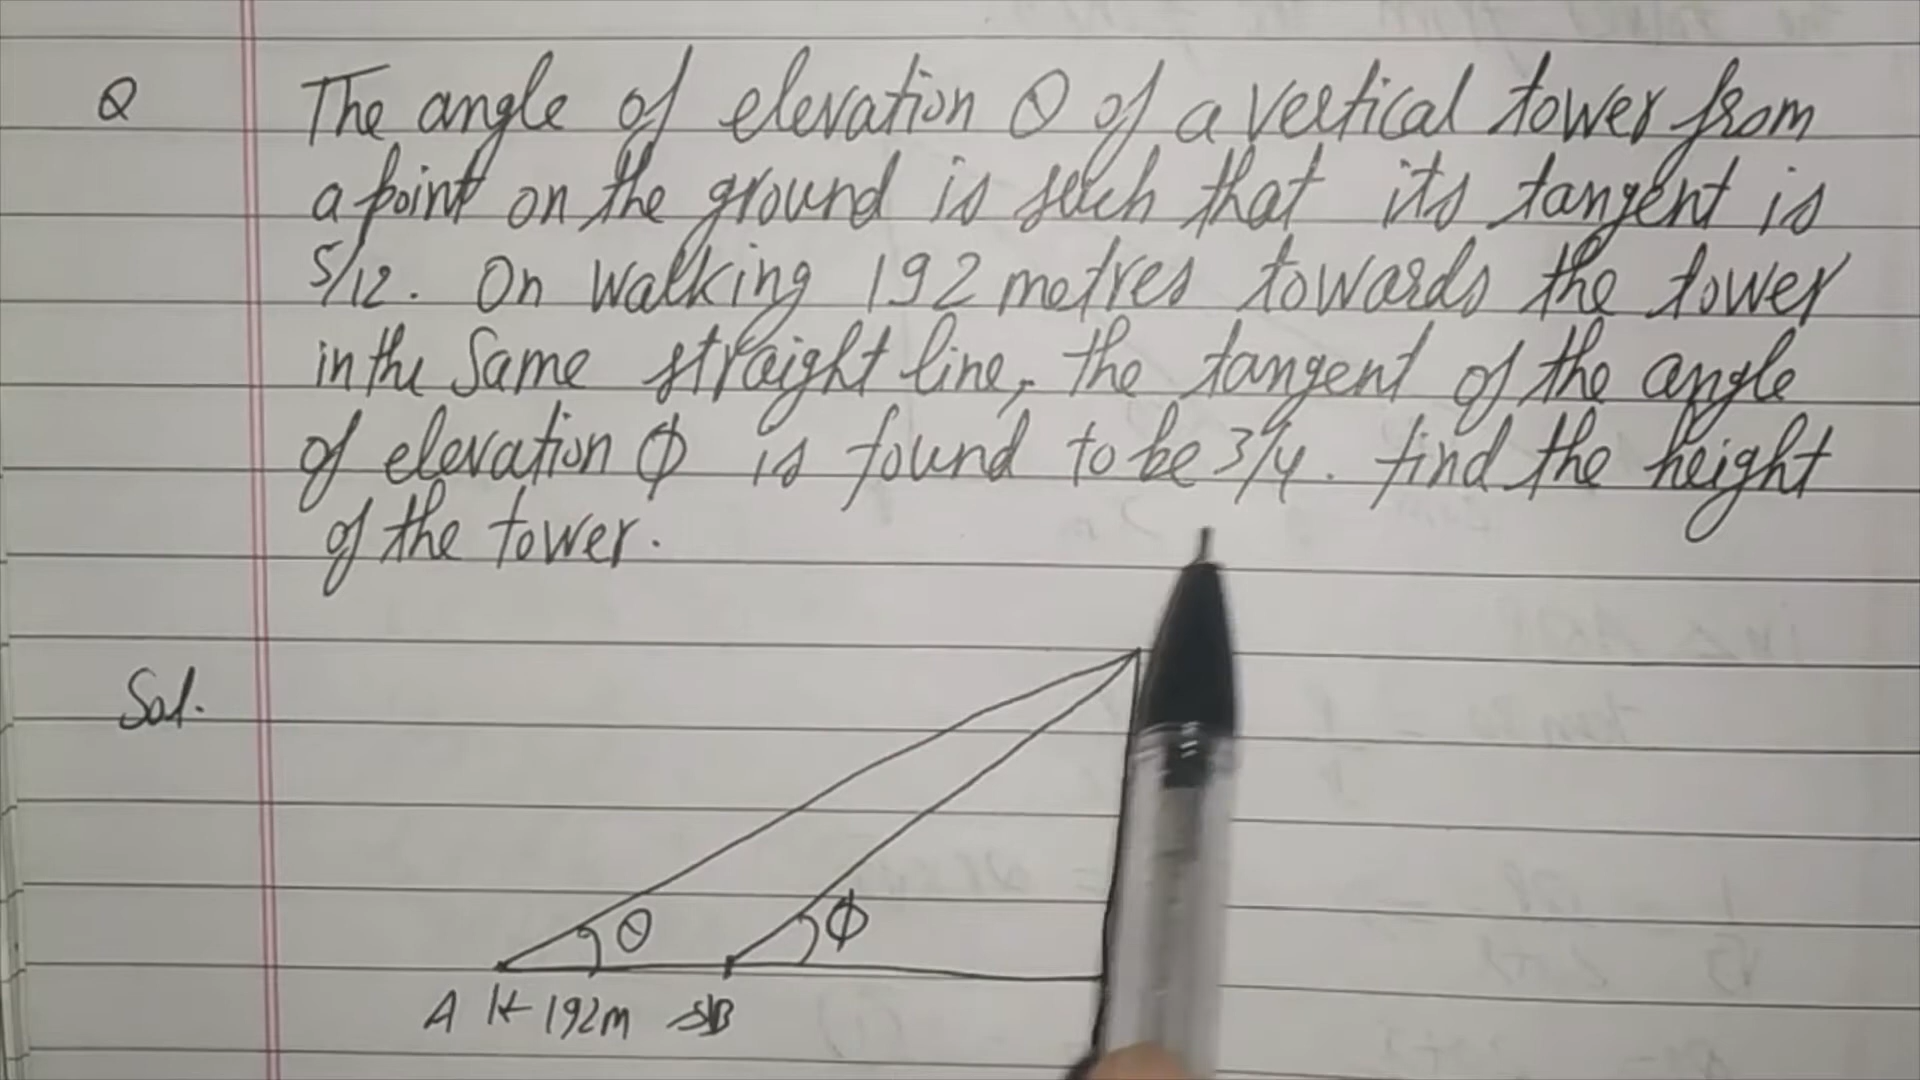 Q The angle of elevation θ of a vertical tower from
a point on the ground is such that its tangent is
5/12. On walking 192 metres towards the tower
in the same straight line, the tangent of the angle
of elevation ϕ is found to be 3/4. find the height
of the tower.
Sol.
θ ϕ
A 192m B